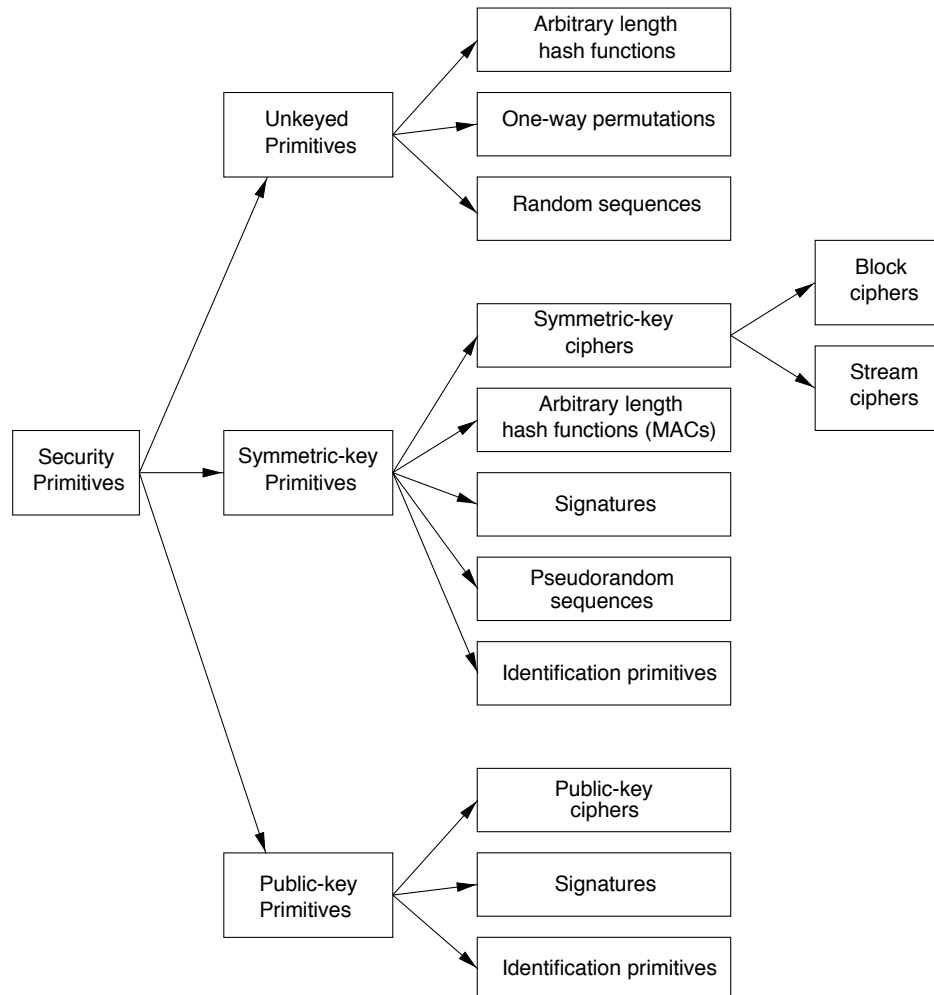 Arbitrary length
hash functions
Unkeyed
Primitives
One-way permutations
Random sequences
Block
ciphers
Symmetric-key
ciphers
Stream
ciphers
Arbitrary length
hash functions (MACs)
Security
Primitives
Symmetric-key
Primitives
Signatures
Pseudorandom
sequences
Identification primitives
Public-key
ciphers
Public-key
Primitives
Signatures
Identification primitives